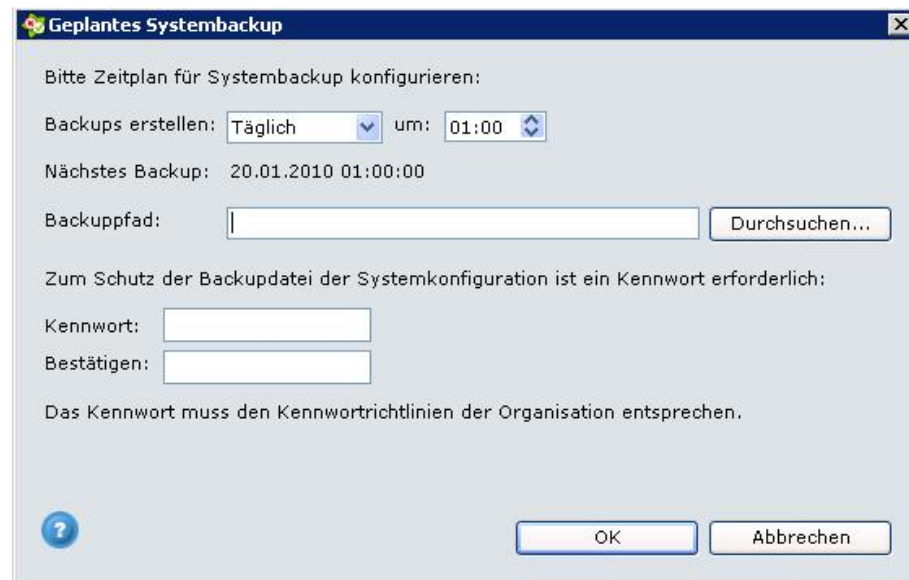 Geplantes Systembackup
Bitte Zeitplan für Systembackup konfigurieren:
Backups erstellen: Täglich um: 01:00
Nächstes Backup: 20.01.2010 01:00:00
Backuppfad: Durchsuchen...
Zum Schutz der Backupdatei der Systemkonfiguration ist ein Kennwort erforderlich:
Kennwort:
Bestätigen:
Das Kennwort muss den Kennwortrichtlinien der Organisation entsprechen.
? OK Abbrechen